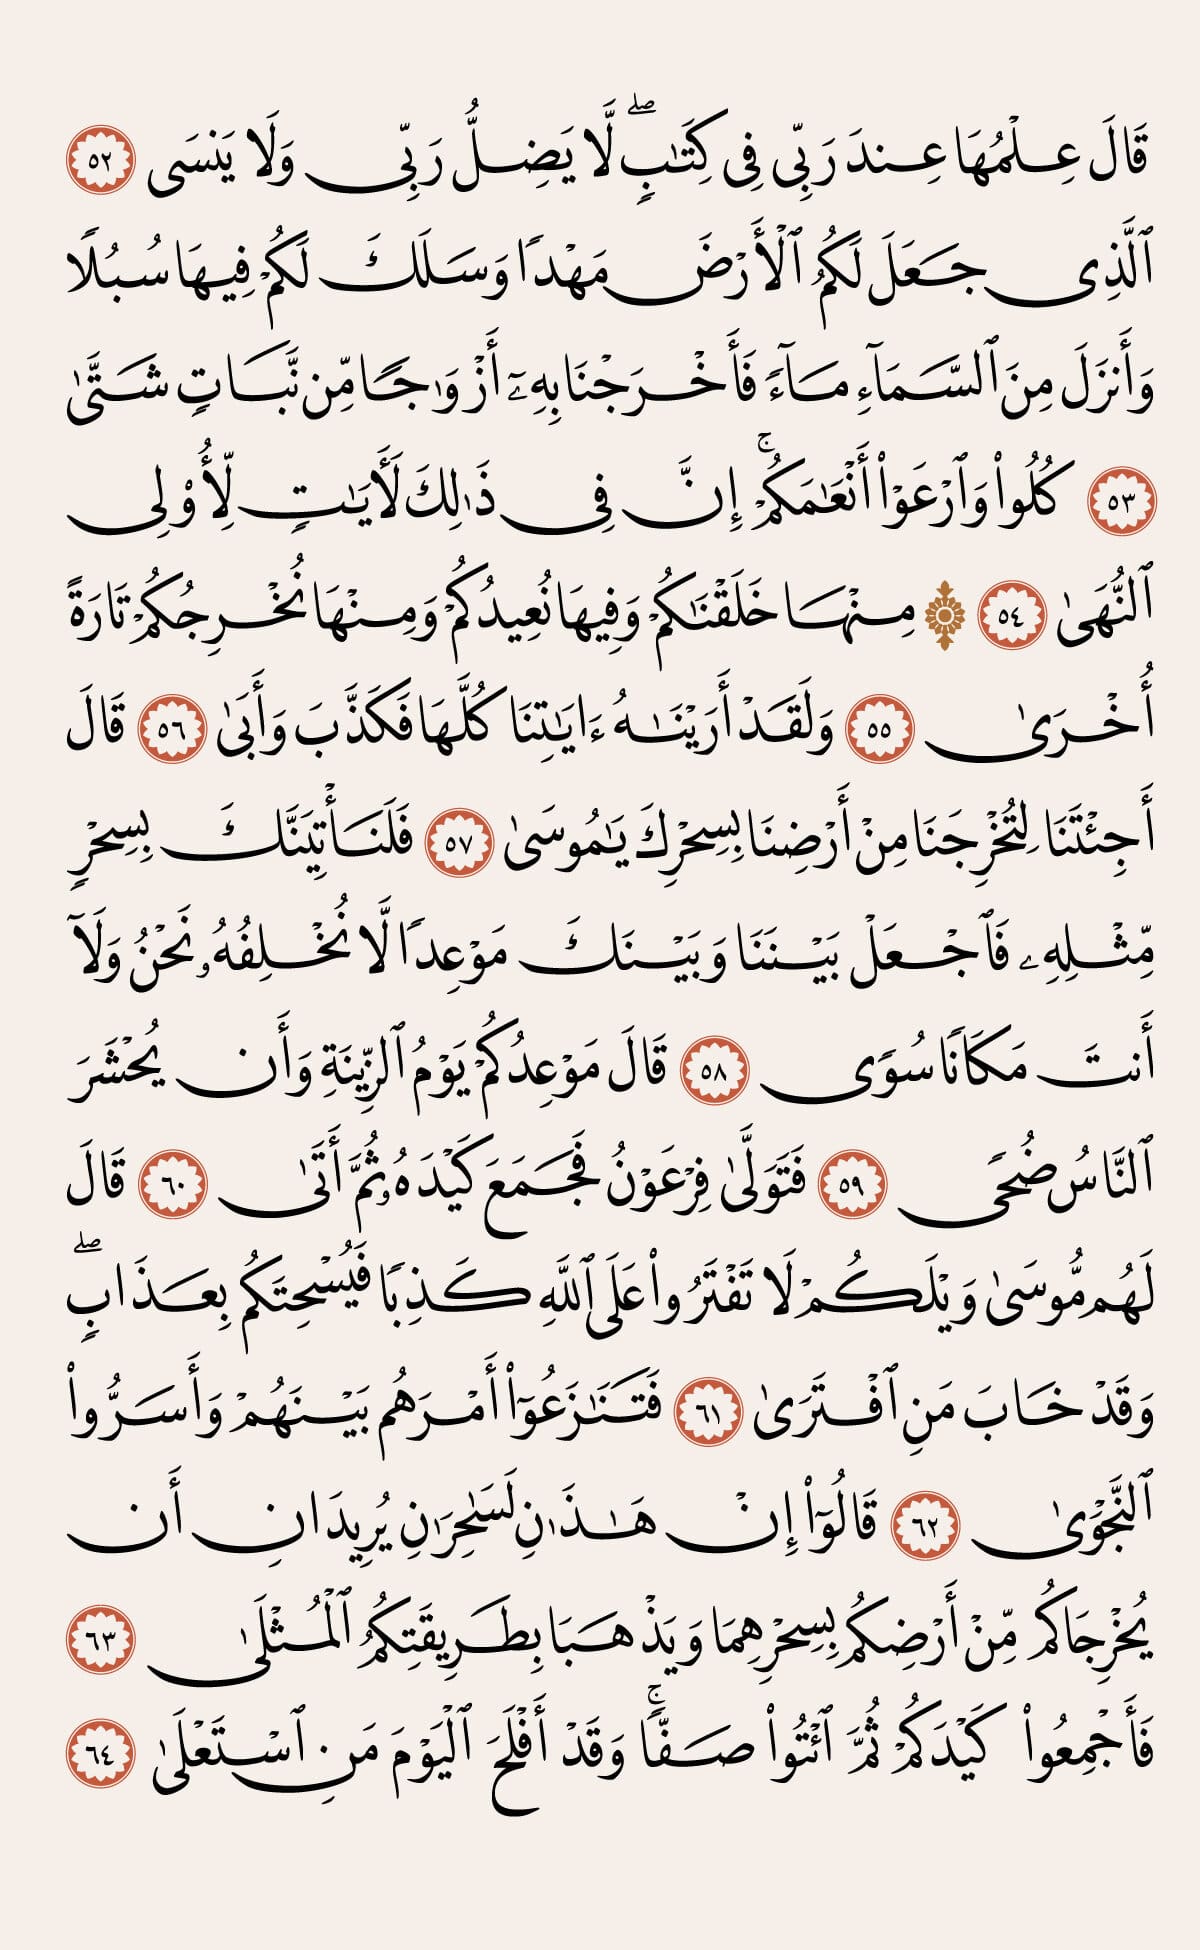 قَالَ عِلْمُهَا عِندَ رَبِّى فِى كِتَٰبٍۖ لَّا يَضِلُّ رَبِّى وَلَا يَنسَى ٥٢
ٱلَّذِى جَعَلَ لَكُمُ ٱلْأَرْضَ مَهْدًا وَسَلَكَ لَكُمْ فِيهَا سُبُلًا
وَأَنزَلَ مِنَ ٱلسَّمَآءِ مَآءً فَأَخْرَجْنَا بِهِۦٓ أَزْوَٰجًا مِّن نَّبَاتٍ شَتَّىٰ
٥٣ كُلُوا۟ وَٱرْعَوْا۟ أَنْعَٰمَكُمْۚ إِنَّ فِى ذَٰلِكَ لَءَايَٰتٍ لِّأُو۟لِى
ٱلنُّهَىٰ ٥٤ ۞ مِنْهَا خَلَقْنَٰكُمْ وَفِيهَا نُعِيدُكُمْ وَمِنْهَا نُخْرِجُكُمْ تَارَةً
أُخْرَىٰ ٥٥ وَلَقَدْ أَرَيْنَٰهُ ءَايَٰتِنَا كُلَّهَا فَكَذَّبَ وَأَبَىٰ ٥٦ قَالَ
أَجِئْتَنَا لِتُخْرِجَنَا مِنْ أَرْضِنَا بِسِحْرِكَ يَٰمُوسَىٰ ٥٧ فَلَنَأْتِيَنَّكَ بِسِحْرٍ
مِّثْلِهِۦ فَٱجْعَلْ بَيْنَنَا وَبَيْنَكَ مَوْعِدًا لَّا نُخْلِفُهُۥ نَحْنُ وَلَآ
أَنتَ مَكَانًا سُوًى ٥٨ قَالَ مَوْعِدُكُمْ يَوْمُ ٱلزِّينَةِ وَأَن يُحْشَرَ
ٱلنَّاسُ ضُحًى ٥٩ فَتَوَلَّىٰ فِرْعَوْنُ فَجَمَعَ كَيْدَهُۥ ثُمَّ أَتَىٰ ٦٠ قَالَ
لَهُم مُّوسَىٰ وَيْلَكُمْ لَا تَفْتَرُوا۟ عَلَى ٱللَّهِ كَذِبًا فَيُسْحِتَكُم بِعَذَابٍۖ
وَقَدْ خَابَ مَنِ ٱفْتَرَىٰ ٦١ فَتَنَٰزَعُوٓا۟ أَمْرَهُم بَيْنَهُمْ وَأَسَرُّوا۟
ٱلنَّجْوَىٰ ٦٢ قَالُوٓا۟ إِنْ هَٰذَٰنِ لَسَٰحِرَٰنِ يُرِيدَانِ أَن
يُخْرِجَاكُم مِّنْ أَرْضِكُم بِسِحْرِهِمَا وَيَذْهَبَا بِطَرِيقَتِكُمُ ٱلْمُثْلَىٰ ٦٣
فَأَجْمِعُوا۟ كَيْدَكُمْ ثُمَّ ٱئْتُوا۟ صَفًّاۚ وَقَدْ أَفْلَحَ ٱلْيَوْمَ مَنِ ٱسْتَعْلَىٰ ٦٤